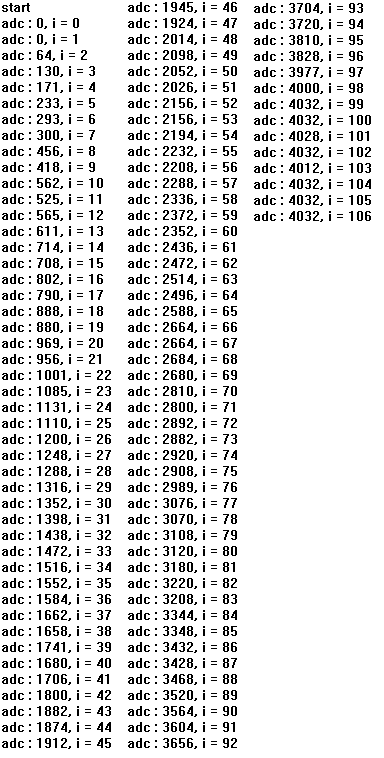 start
adc : 0, i = 0
adc : 0, i = 1
adc : 64, i = 2
adc : 130, i = 3
adc : 171, i = 4
adc : 233, i = 5
adc : 293, i = 6
adc : 300, i = 7
adc : 456, i = 8
adc : 418, i = 9
adc : 562, i = 10
adc : 525, i = 11
adc : 565, i = 12
adc : 611, i = 13
adc : 714, i = 14
adc : 708, i = 15
adc : 802, i = 16
adc : 790, i = 17
adc : 888, i = 18
adc : 880, i = 19
adc : 969, i = 20
adc : 956, i = 21
adc : 1001, i = 22
adc : 1085, i = 23
adc : 1131, i = 24
adc : 1110, i = 25
adc : 1200, i = 26
adc : 1248, i = 27
adc : 1288, i = 28
adc : 1316, i = 29
adc : 1352, i = 30
adc : 1398, i = 31
adc : 1438, i = 32
adc : 1472, i = 33
adc : 1516, i = 34
adc : 1552, i = 35
adc : 1584, i = 36
adc : 1662, i = 37
adc : 1658, i = 38
adc : 1741, i = 39
adc : 1680, i = 40
adc : 1706, i = 41
adc : 1800, i = 42
adc : 1882, i = 43
adc : 1874, i = 44
adc : 1912, i = 45
adc : 1945, i = 46
adc : 1924, i = 47
adc : 2014, i = 48
adc : 2098, i = 49
adc : 2052, i = 50
adc : 2026, i = 51
adc : 2156, i = 52
adc : 2156, i = 53
adc : 2194, i = 54
adc : 2232, i = 55
adc : 2208, i = 56
adc : 2288, i = 57
adc : 2336, i = 58
adc : 2372, i = 59
adc : 2352, i = 60
adc : 2436, i = 61
adc : 2472, i = 62
adc : 2514, i = 63
adc : 2496, i = 64
adc : 2588, i = 65
adc : 2664, i = 66
adc : 2664, i = 67
adc : 2684, i = 68
adc : 2680, i = 69
adc : 2810, i = 70
adc : 2800, i = 71
adc : 2892, i = 72
adc : 2882, i = 73
adc : 2920, i = 74
adc : 2908, i = 75
adc : 2989, i = 76
adc : 3076, i = 77
adc : 3070, i = 78
adc : 3108, i = 79
adc : 3120, i = 80
adc : 3180, i = 81
adc : 3220, i = 82
adc : 3208, i = 83
adc : 3344, i = 84
adc : 3348, i = 85
adc : 3432, i = 86
adc : 3428, i = 87
adc : 3468, i = 88
adc : 3520, i = 89
adc : 3564, i = 90
adc : 3604, i = 91
adc : 3656, i = 92
adc : 3704, i = 93
adc : 3720, i = 94
adc : 3810, i = 95
adc : 3828, i = 96
adc : 3977, i = 97
adc : 4000, i = 98
adc : 4032, i = 99
adc : 4032, i = 100
adc : 4028, i = 101
adc : 4032, i = 102
adc : 4012, i = 103
adc : 4032, i = 104
adc : 4032, i = 105
adc : 4032, i = 106